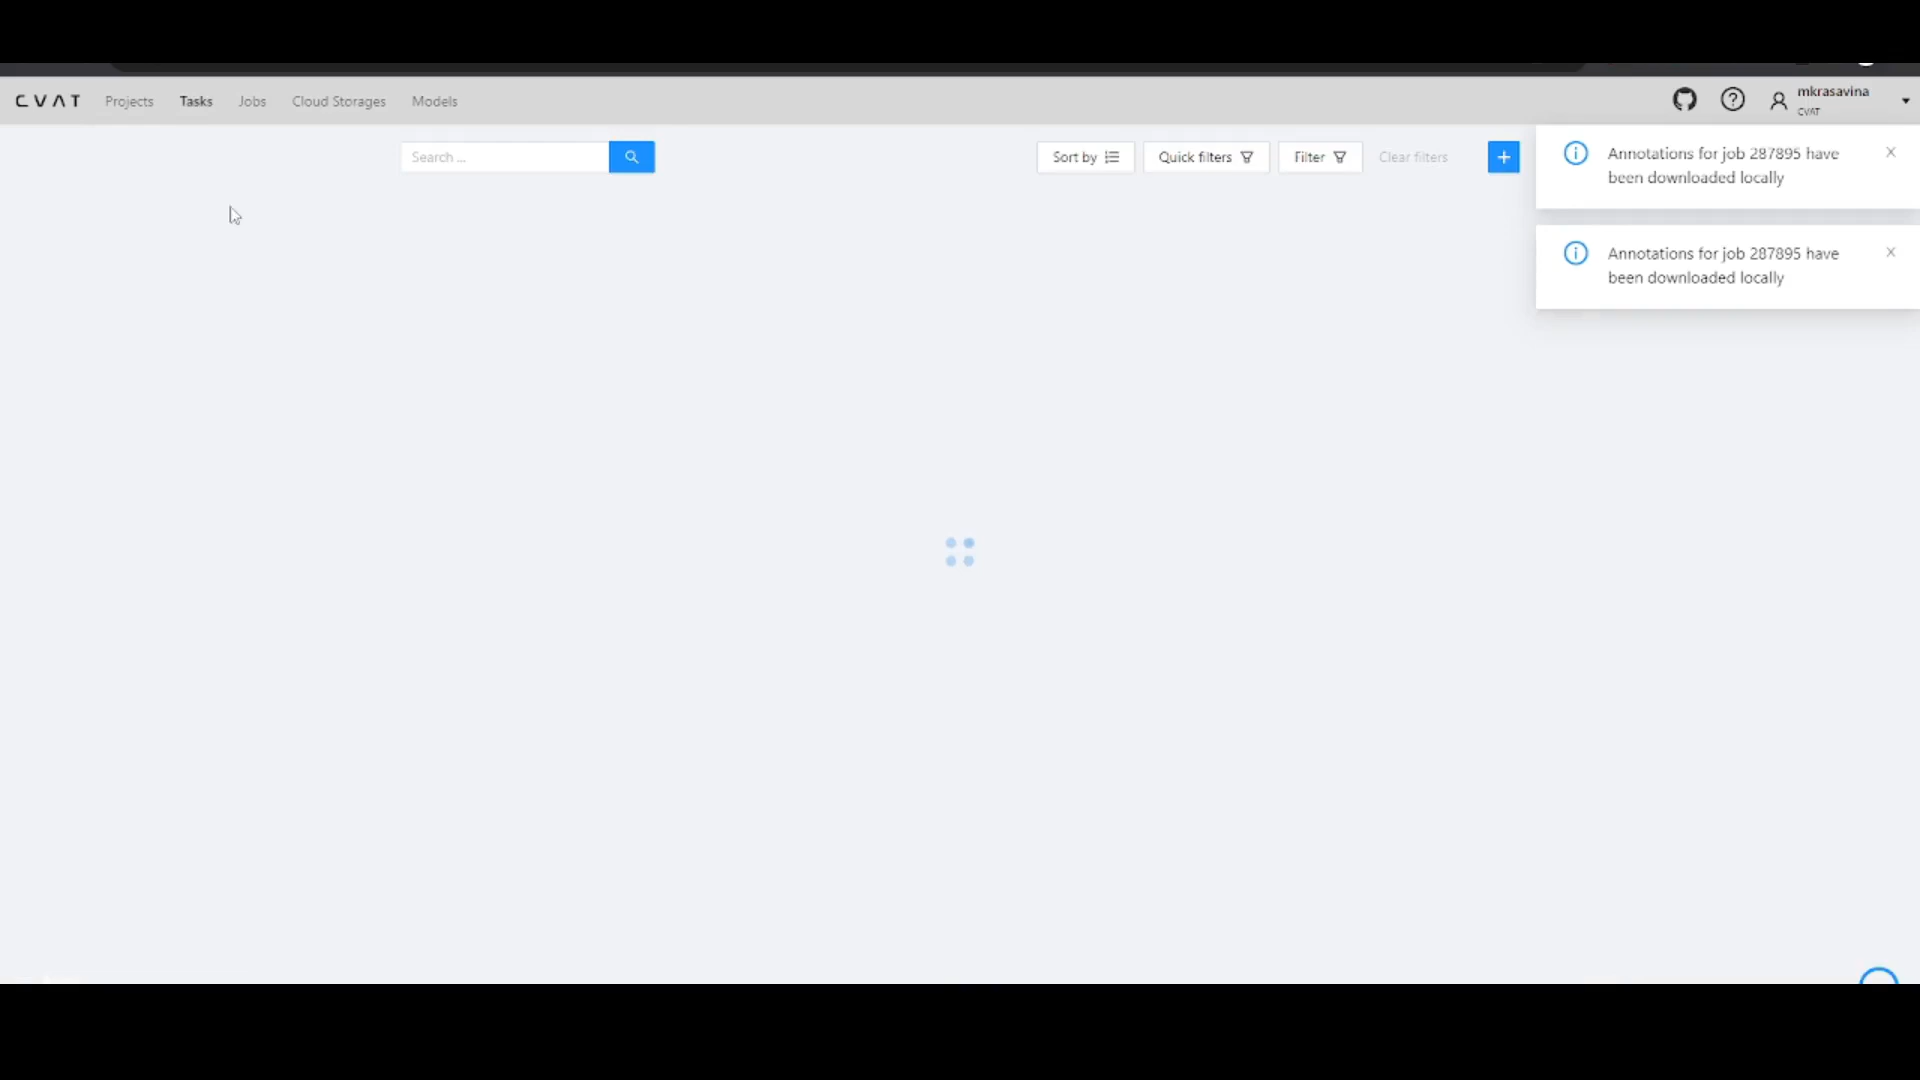 CVAT Projects Tasks Jobs Cloud Storages Models mkrasavina
CVAT
Search ... Sort by Quick filters Filter Clear filters +
Annotations for job 287895 have
been downloaded locally
Annotations for job 287895 have
been downloaded locally